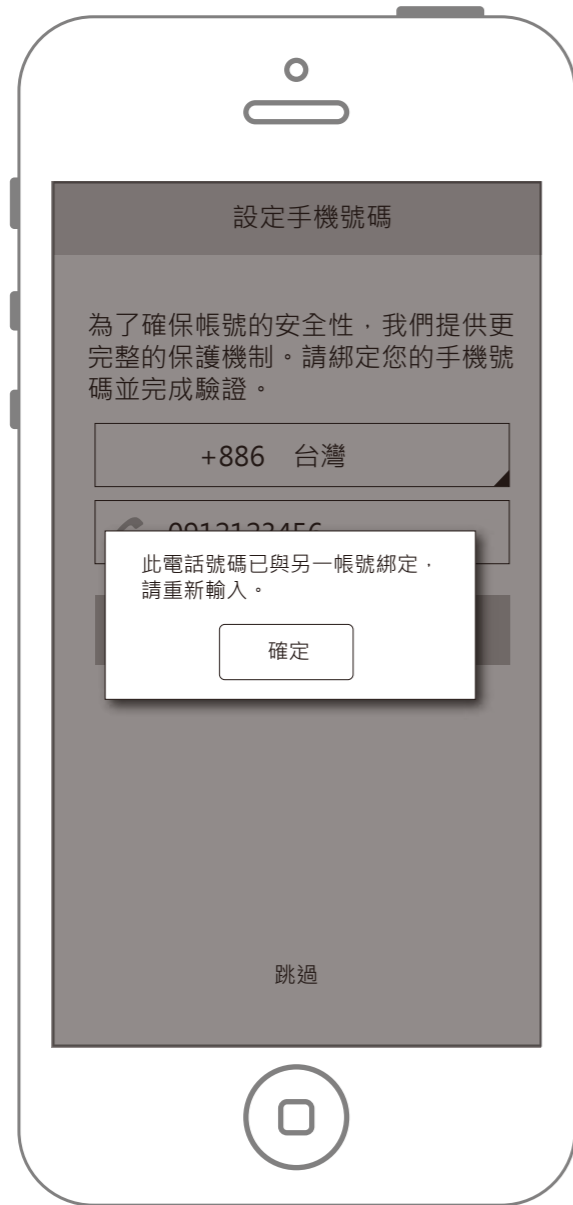 設定手機號碼
為了確保帳號的安全性，我們提供更
完整的保護機制。請綁定您的手機號
碼並完成驗證。
+886 台灣
0912123456
此電話號碼已與另一帳號綁定，
請重新輸入。
確定
跳過